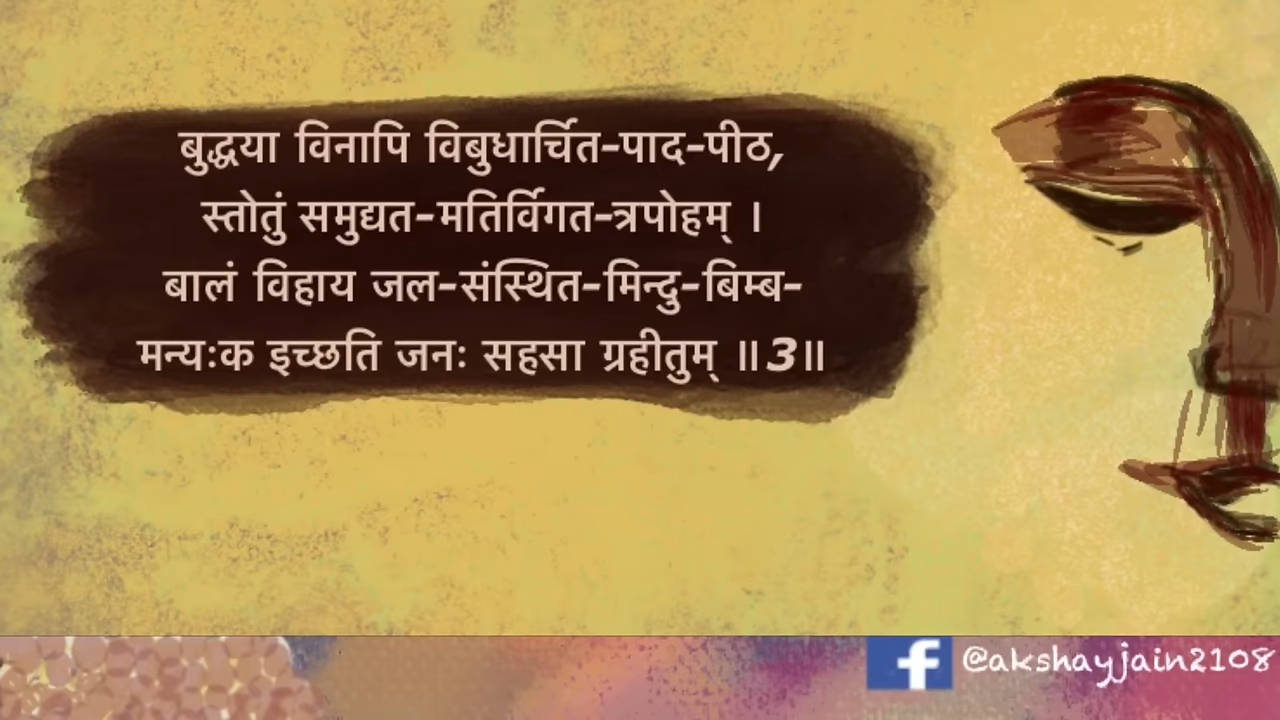 बुद्धया विनापि विबुधार्चित-पाद-पीठ,
स्तोतुं समुद्यत-मतिर्विगत-त्रपोहम् ।
बालं विहाय जल-संस्थित-मिन्दु-बिम्ब-
मन्यःक इच्छति जनः सहसा ग्रहीतुम् ॥3॥
@akshayjain2108